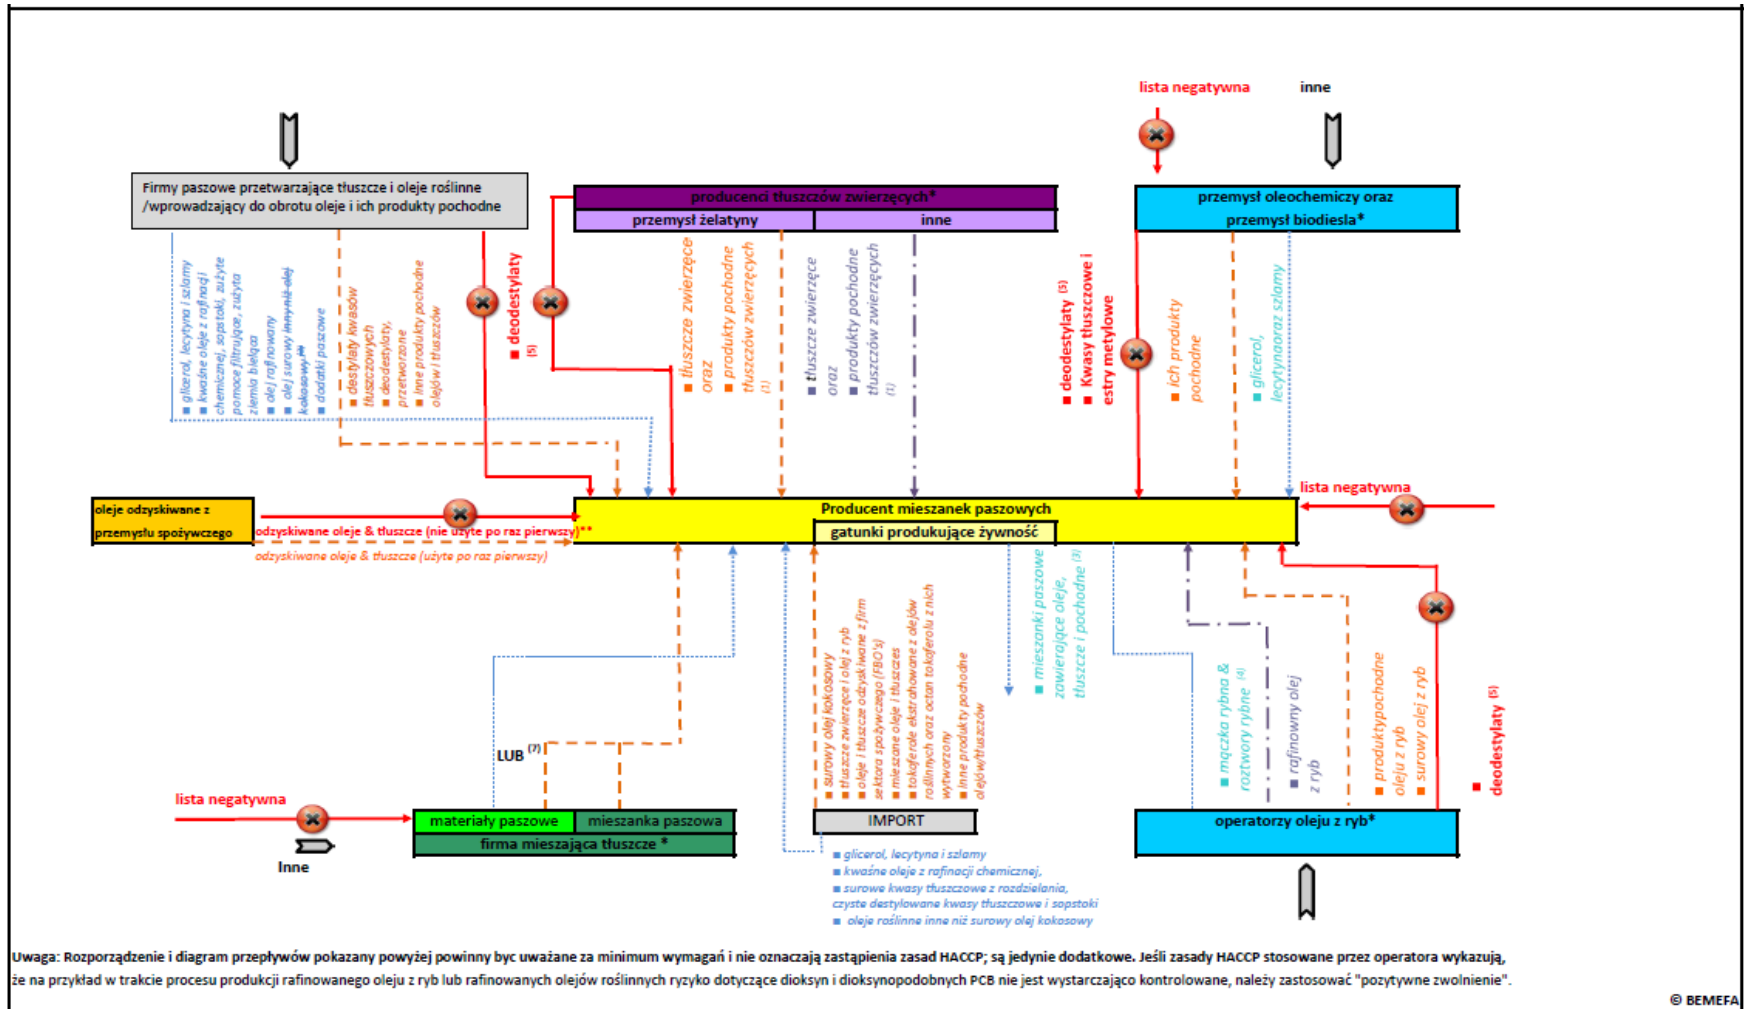 lista negatywna
inne
Firmy paszowe przetwarzające tłuszcze i oleje roślinne
/wprowadzający do obrotu oleje i ich produkty pochodne
producenci tłuszczów zwierzęcych*
przemysł żelatyny
inne
przemysł oleochemiczy oraz
przemysł biodiesla*
■ glicerol, lecytyna i szlamy
■ kwaśne oleje z rafinacji
chemicznej, sopstoki, zużyte
pomoce filtrujące, zużyta
ziemia bieląca
■ olej rafinowany
■ olej surowy innyniż olej
kokosowy
■ dodatki paszowe
■ destylaty kwasów
tłuszczowych
■ deodestylaty,
przetworzone
■ inne produkty pochodne
olejów/ tłuszczów
■ deodestylaty
(5)
■ tłuszcze zwierzęce
oraz
■ produkty pochodne
tłuszczów zwierzęcych
(1)
■ tłuszcze zwierzęce
oraz
■ produkty pochodne
tłuszczów zwierzęcych
(1)
■ deodestylaty (5)
■ Kwasy tłuszczowe i
estry metylowe
■ ich produkty
pochodne
■ glicerol,
lecytynaoraz szlamy
oleje odzyskiwane z
przemysłu spożywczego
odzyskiwane oleje & tłuszcze (nie użyte po raz pierwszy)**
odzyskiwane oleje & tłuszcze (użyte po raz pierwszy)
Producent mieszanek paszowych
gatunki produkujące żywność
lista negatywna
■ surowy olej kokosowy
■ tłuszcze zwierzęce i olej z ryb
■ oleje i tłuszcze odzyskiwane z firm
sektora spożywczego (FBO's)
■ mieszane oleje i tłuszczes
■ tokoferole ekstrahowane z olejów
roślinnych oraz octan tokoferolu z nich
wytworzony
■ inne produkty pochodne
olejów/tłuszczów
■ mieszanki paszowe
zawierające oleje,
tłuszcze i pochodne (3)
■ mączka rybna &
roztwory rybne (4)
■ rafinowny olej
z ryb
■ produktypochodne
oleju z ryb
■ surowy olej z ryb
■ deodestylaty (5)
LUB (7)
lista negatywna
Inne
materiały paszowe
mieszanka paszowa
firma mieszająca tłuszcze *
IMPORT
operatorzy oleju z ryb*
■ glicerol, lecytyna i szlamy
■ kwaśne oleje z rafinacji chemicznej,
■ surowe kwasy tłuszczowe z rozdzielania,
czyste destylowane kwasy tłuszczowe i sopstoki
■ oleje roślinne inne niż surowy olej kokosowy
Uwaga: Rozporządzenie i diagram przepływów pokazany powyżej powinny byc uważane za minimum wymagań i nie oznaczają zastąpienia zasad HACCP; są jedynie dodatkowe. Jeśli zasady HACCP stosowane przez operatora wykazują,
że na przykład w trakcie procesu produkcji rafinowanego oleju z ryb lub rafinowanych olejów roślinnych ryzyko dotyczące dioksyn i dioksynopodobnych PCB nie jest wystarczająco kontrolowane, należy zastosować "pozytywne zwolnienie".
© BEMEFA